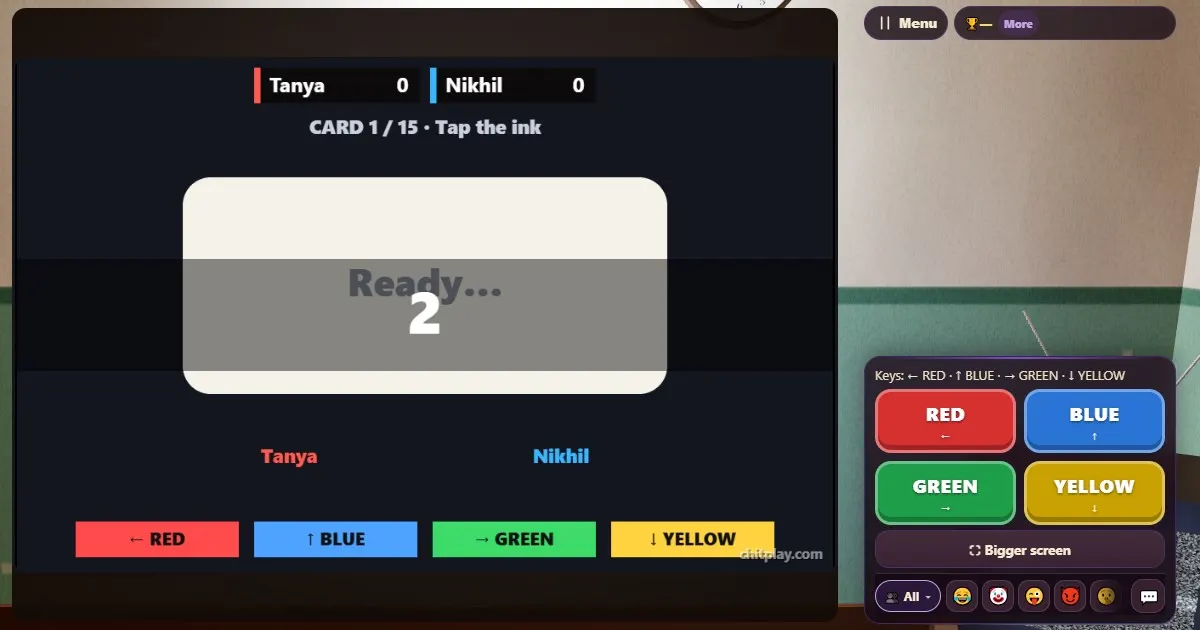 || Menu
🏆— More
Tanya 0
Nikhil 0
CARD 1 / 15 · Tap the ink
Ready...
2
Tanya
Nikhil
← RED
↑ BLUE
→ GREEN
↓ YELLOW
chitplay.com
Keys: ← RED · ↑ BLUE · → GREEN · ↓ YELLOW
RED
←
BLUE
↑
GREEN
→
YELLOW
↓
Bigger screen
All